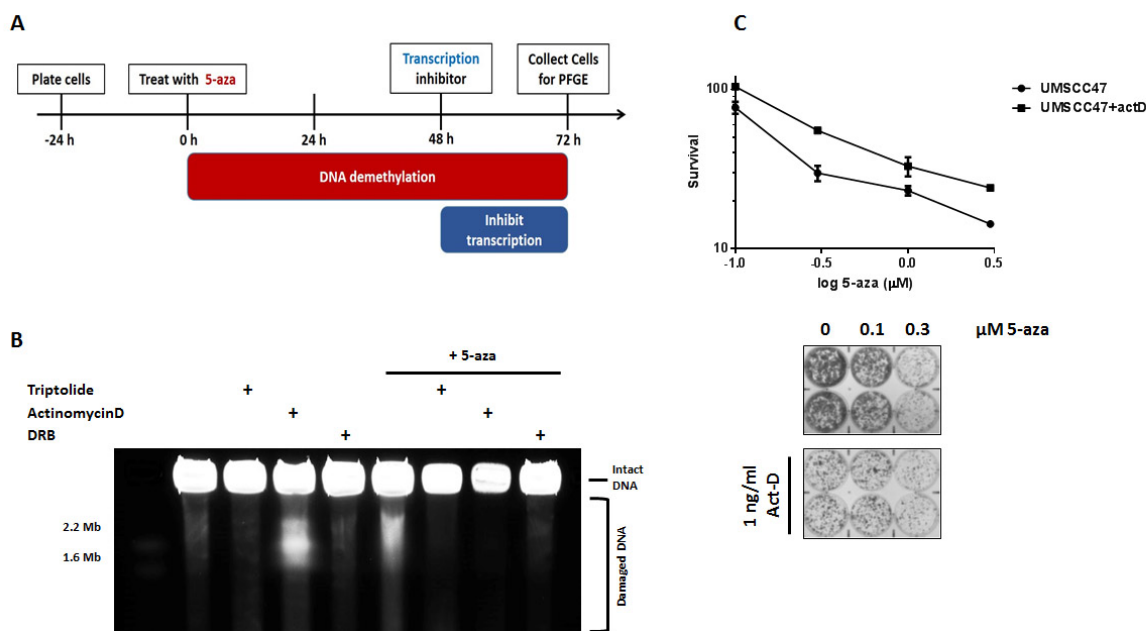 A
Plate cells
Treat with 5-aza
Transcription
inhibitor
Collect Cells
for PFGE
-24 h
0 h
24 h
48 h
72 h
DNA demethylation
Inhibit
transcription
B
+ 5-aza
Triptolide + +
ActinomycinD + +
DRB + +
Intact
DNA
2.2 Mb
1.6 Mb
Damaged DNA
C
UMSCC47
UMSCC47+actD
Survival
100
10
-1.0 -0.5 0.0 0.5
log 5-aza (μM)
0 0.1 0.3 μM 5-aza
1 ng/ml
Act-D